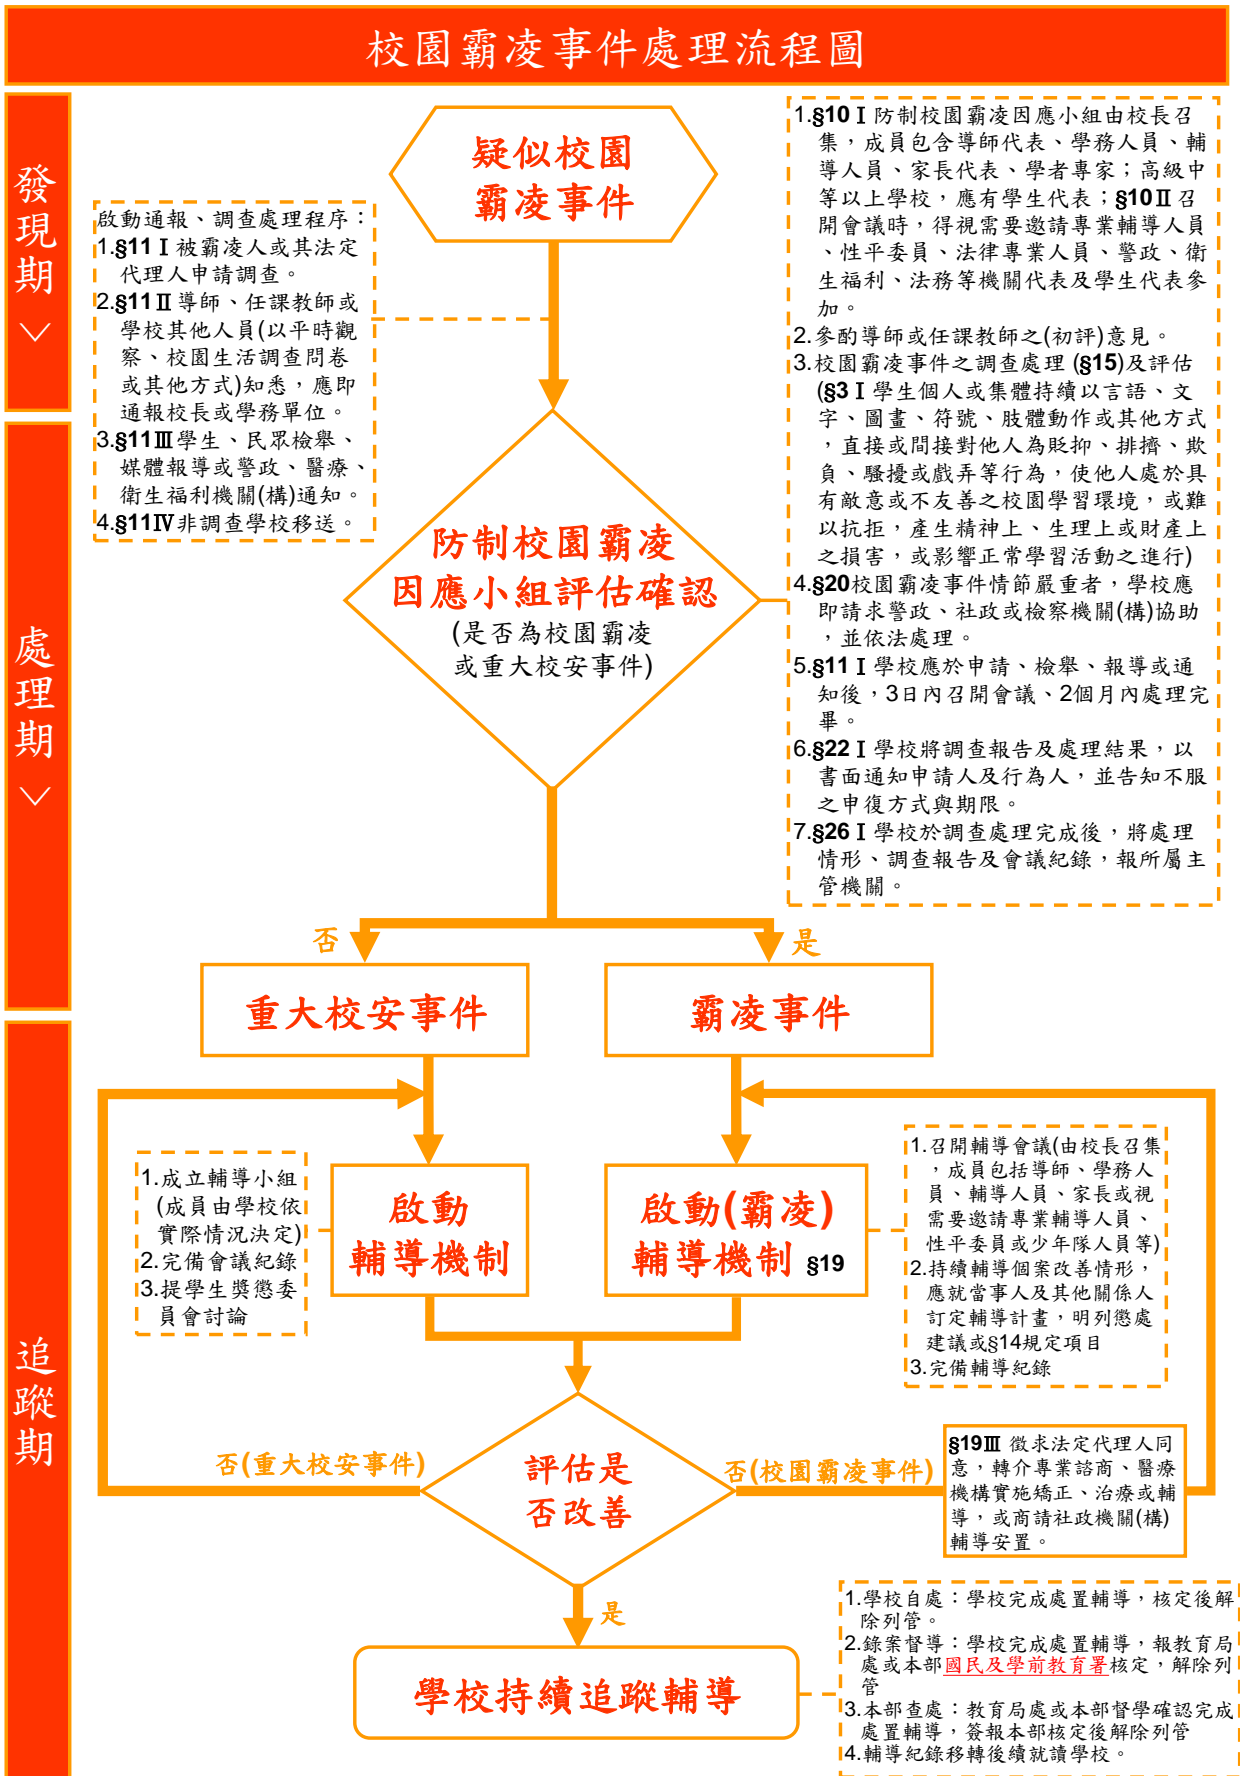 校園霸凌事件處理流程圖
發現期
﹀
疑似校園
霸凌事件
啟動通報、調查處理程序：
1.§11Ⅰ被霸凌人或其法定
代理人申請調查。
2.§11Ⅱ導師、任課教師或
學校其他人員(以平時觀
察、校園生活調查問卷
或其他方式)知悉，應即
通報校長或學務單位。
3.§11Ⅲ學生、民眾檢舉、
媒體報導或警政、醫療、
衛生福利機關(構)通知。
4.§11Ⅳ非調查學校移送。
1.§10Ⅰ防制校園霸凌因應小組由校長召
集，成員包含導師代表、學務人員、輔
導人員、家長代表、學者專家；高級中
等以上學校，應有學生代表；§10Ⅱ召
開會議時，得視需要邀請專業輔導人員
、性平委員、法律專業人員、警政、衛
生福利、法務等機關代表及學生代表參
加。
2.參酌導師或任課教師之(初評)意見。
3.校園霸凌事件之調查處理 (§15)及評估
(§3Ⅰ學生個人或集體持續以言語、文
字、圖畫、符號、肢體動作或其他方式
，直接或間接對他人為貶抑、排擠、欺
負、騷擾或戲弄等行為，使他人處於具
有敵意或不友善之校園學習環境，或難
以抗拒，產生精神上、生理上或財產上
之損害，或影響正常學習活動之進行)
4.§20校園霸凌事件情節嚴重者，學校應
即請求警政、社政或檢察機關(構)協助
，並依法處理。
5.§11Ⅰ學校應於申請、檢舉、報導或通
知後，3日內召開會議、2個月內處理完
畢。
6.§22Ⅰ學校將調查報告及處理結果，以
書面通知申請人及行為人，並告知不服
之申復方式與期限。
7.§26Ⅰ學校於調查處理完成後，將處理
情形、調查報告及會議紀錄，報所屬主
管機關。
處理期
﹀
防制校園霸凌
因應小組評估確認
(是否為校園霸凌
或重大校安事件)
否
是
重大校安事件
霸凌事件
追蹤期
1.成立輔導小組
(成員由學校依
實際情況決定)
2.完備會議紀錄
3.提學生獎懲委
員會討論
啟動
輔導機制
啟動(霸凌)
輔導機制 §19
1.召開輔導會議(由校長召集
，成員包括導師、學務人
員、輔導人員、家長或視
需要邀請專業輔導人員、
性平委員或少年隊人員等)
2.持續輔導個案改善情形，
應就當事人及其他關係人
訂定輔導計畫，明列懲處
建議或§14規定項目
3.完備輔導紀錄
否(重大校安事件)
評估是
否改善
否(校園霸凌事件)
§19Ⅲ 徵求法定代理人同
意，轉介專業諮商、醫療
機構實施矯正、治療或輔
導，或商請社政機關(構)
輔導安置。
是
學校持續追蹤輔導
1.學校自處：學校完成處置輔導，核定後解
除列管。
2.錄案督導：學校完成處置輔導，報教育局
處或本部國民及學前教育署核定，解除列
管
3.本部查處：教育局處或本部督學確認完成
處置輔導，簽報本部核定後解除列管
4.輔導紀錄移轉後續就讀學校。